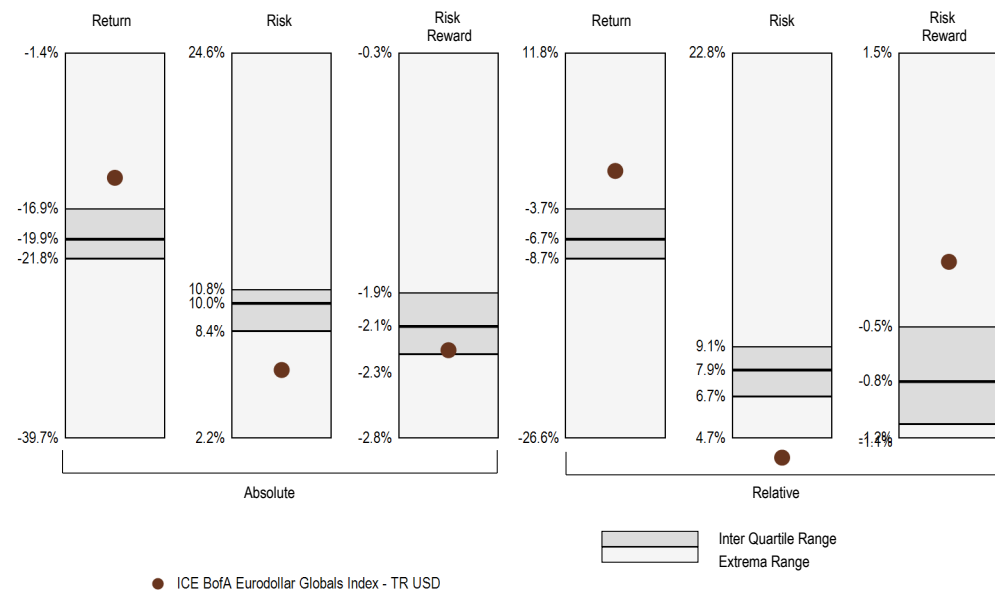 Return
Risk
Risk
Reward
Return
Risk
Risk
Reward
-1.4%
-16.9%
-19.9%
-21.8%
-39.7%
24.6%
10.8%
10.0%
8.4%
2.2%
-0.3%
-1.9%
-2.1%
-2.3%
-2.8%
11.8%
-3.7%
-6.7%
-8.7%
-26.6%
22.8%
9.1%
7.9%
6.7%
4.7%
1.5%
-0.5%
-0.8%
Absolute
Relative
Inter Quartile Range
Extrema Range
ICE BofA Eurodollar Globals Index - TR USD